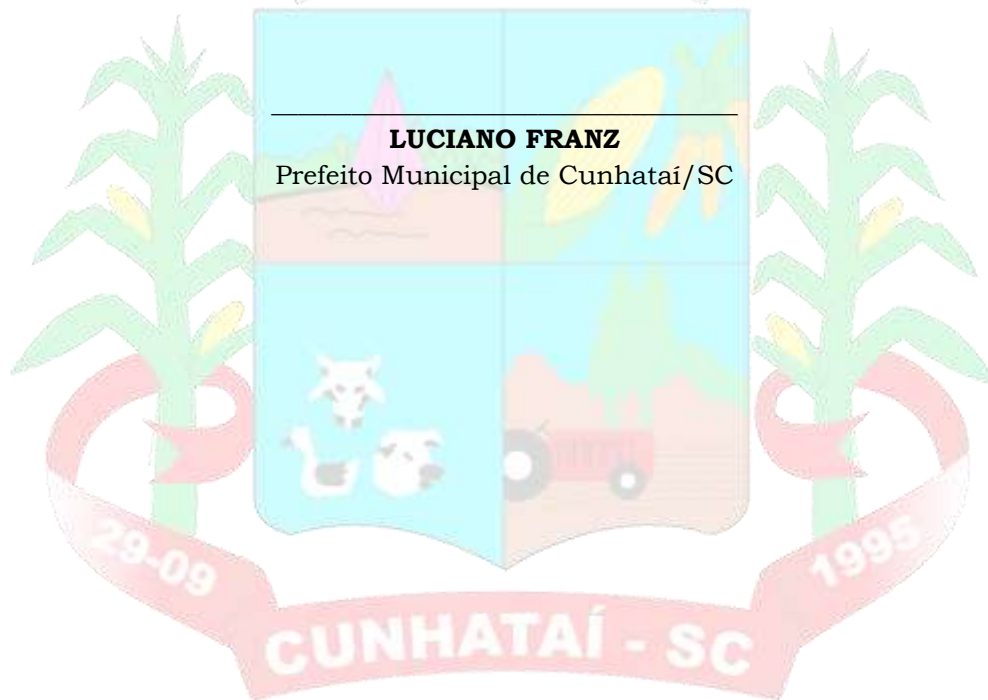 LUCIANO FRANZ
Prefeito Municipal de Cunhataí/SC
29-09
1995
CUNHATAÍ - SC